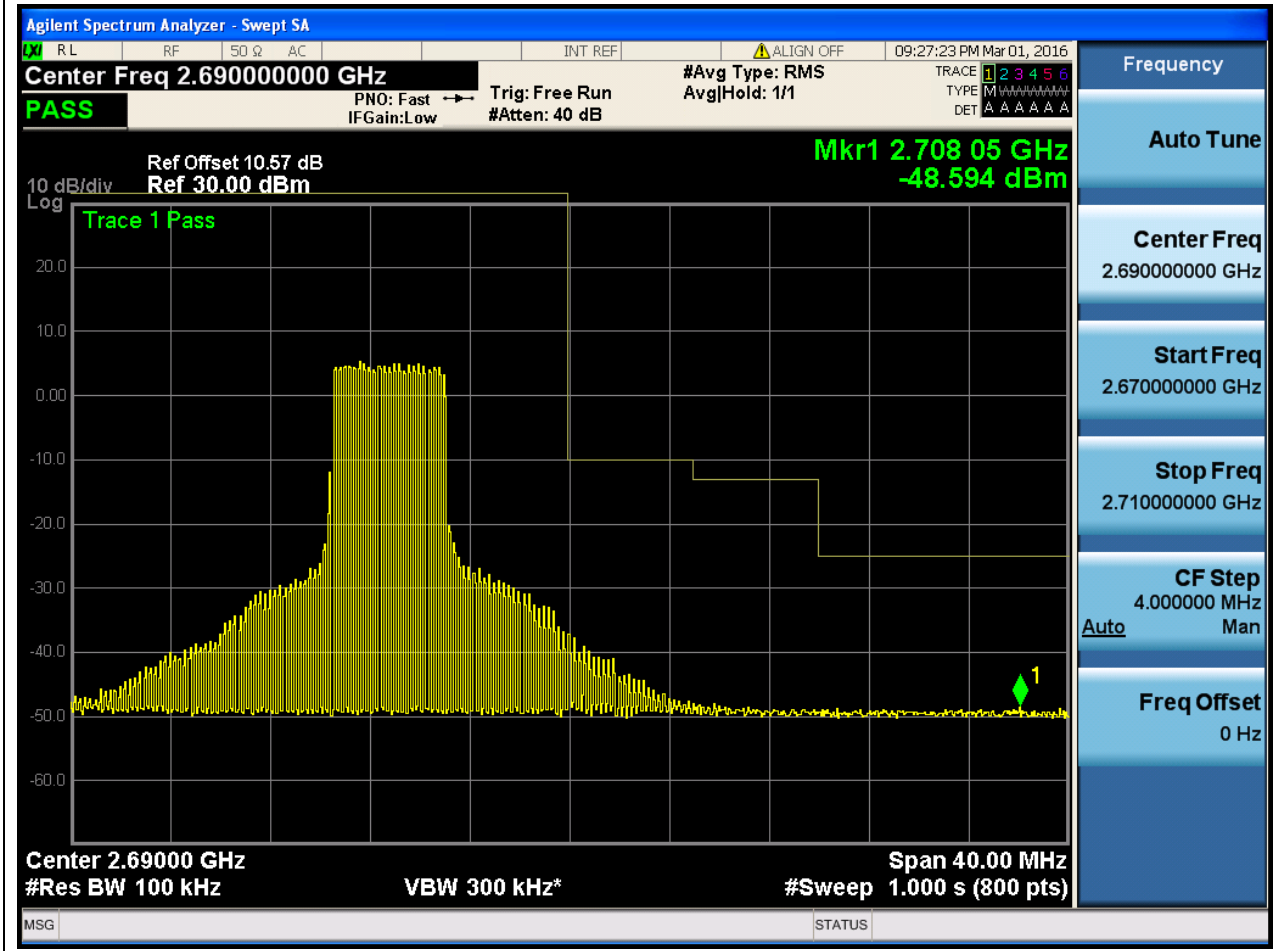 Agilent Spectrum Analyzer - Swept SA
LXI RL RF 50 Ω AC INT REF ALIGN OFF 09:27:23 PM Mar 01, 2016
Center Freq 2.690000000 GHz
PASS
PNO: Fast
IFGain:Low
Trig: Free Run
#Atten: 40 dB
#Avg Type: RMS
Avg|Hold: 1/1
TRACE 1 2 3 4 5 6
TYPE M
DET A A A A A A
Mkr1 2.708 05 GHz
-48.594 dBm
Ref Offset 10.57 dB
10 dB/div Ref 30.00 dBm
Log
Trace 1 Pass
20.0
10.0
0.00
-10.0
-20.0
-30.0
-40.0
-50.0
-60.0
1
Center 2.69000 GHz Span 40.00 MHz
#Res BW 100 kHz VBW 300 kHz* #Sweep 1.000 s (800 pts)
MSG STATUS
Frequency
Auto Tune
Center Freq
2.690000000 GHz
Start Freq
2.670000000 GHz
Stop Freq
2.710000000 GHz
CF Step
4.000000 MHz
Auto Man
Freq Offset
0 Hz